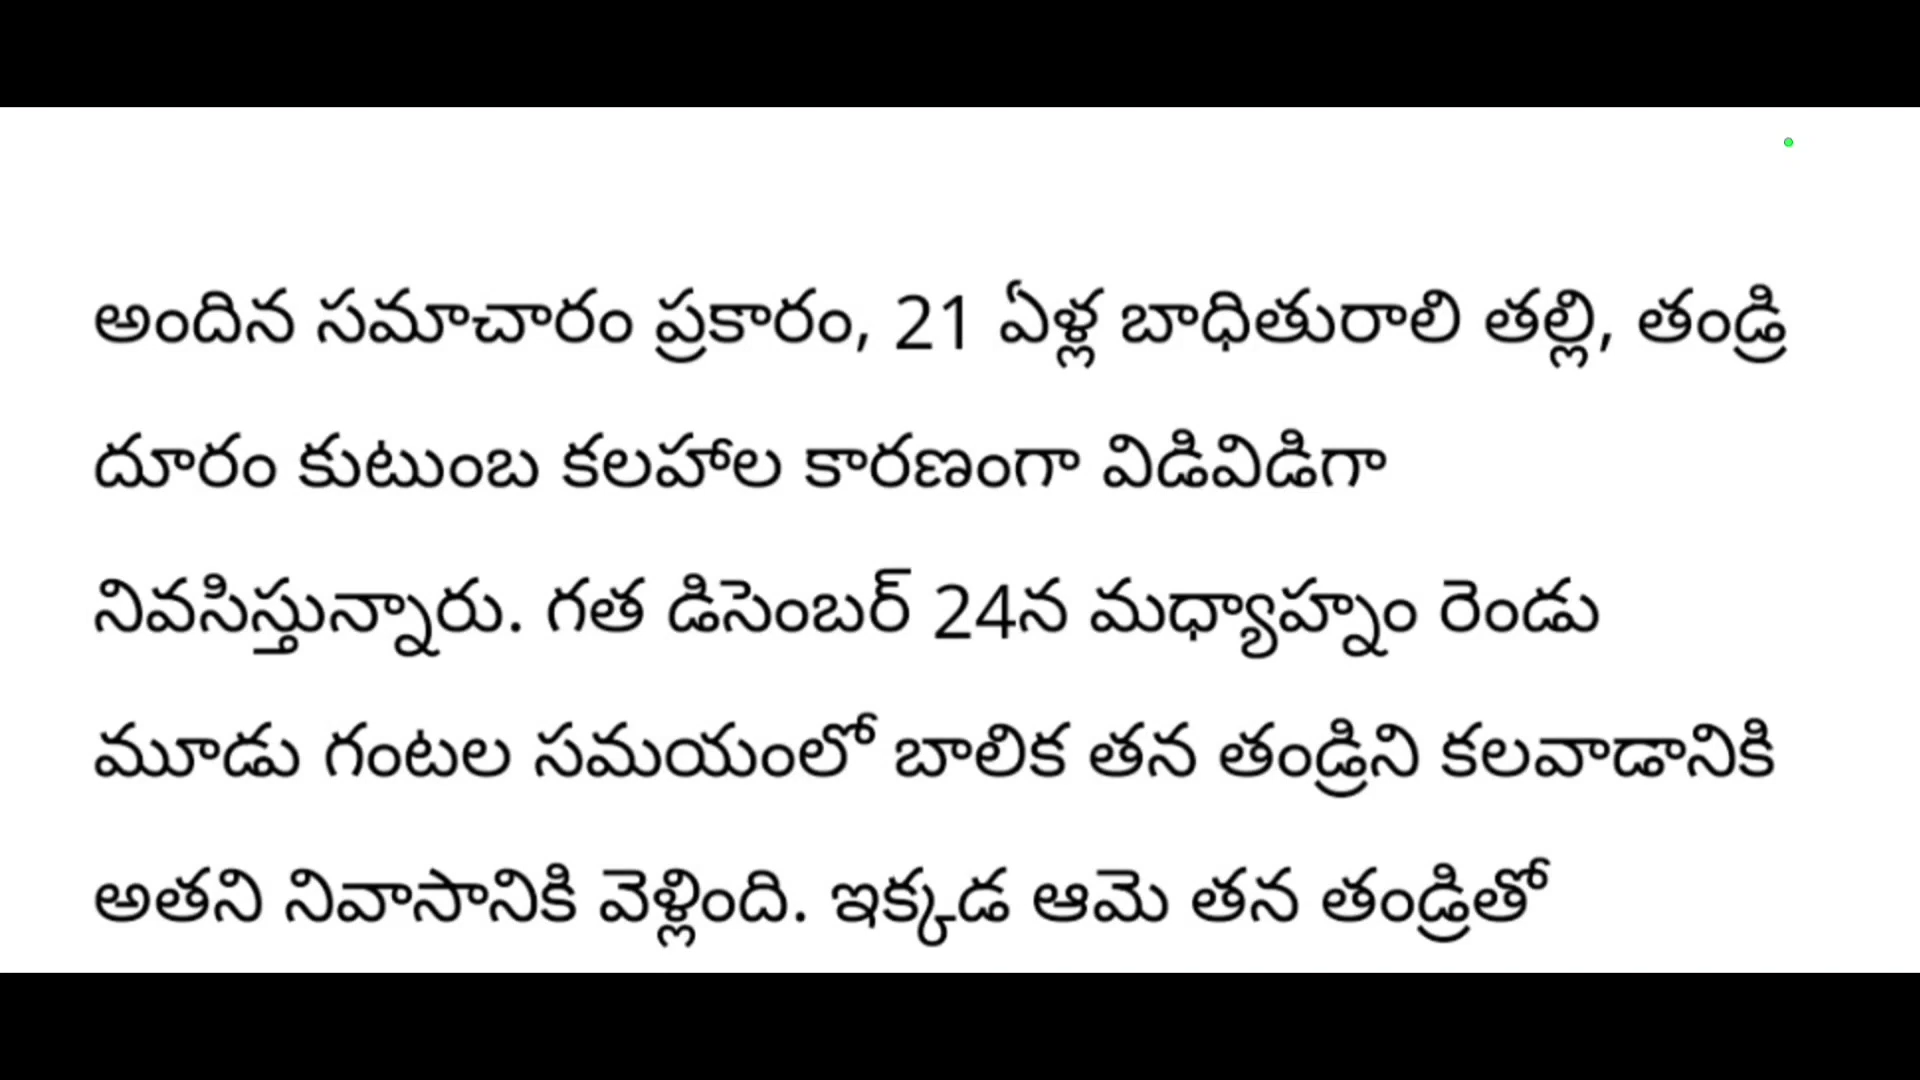 అందిన సమాచారం ప్రకారం, 21 ఏళ్ల బాధితురాలి తల్లి, తండ్రి
దూరం కుటుంబ కలహాల కారణంగా విడివిడిగా
నివసిస్తున్నారు. గత డిసెంబర్ 24న మధ్యాహ్నం రెండు
మూడు గంటల సమయంలో బాలిక తన తండ్రిని కలవాడానికి
అతని నివాసానికి వెళ్లింది. ఇక్కడ ఆమె తన తండ్రితో